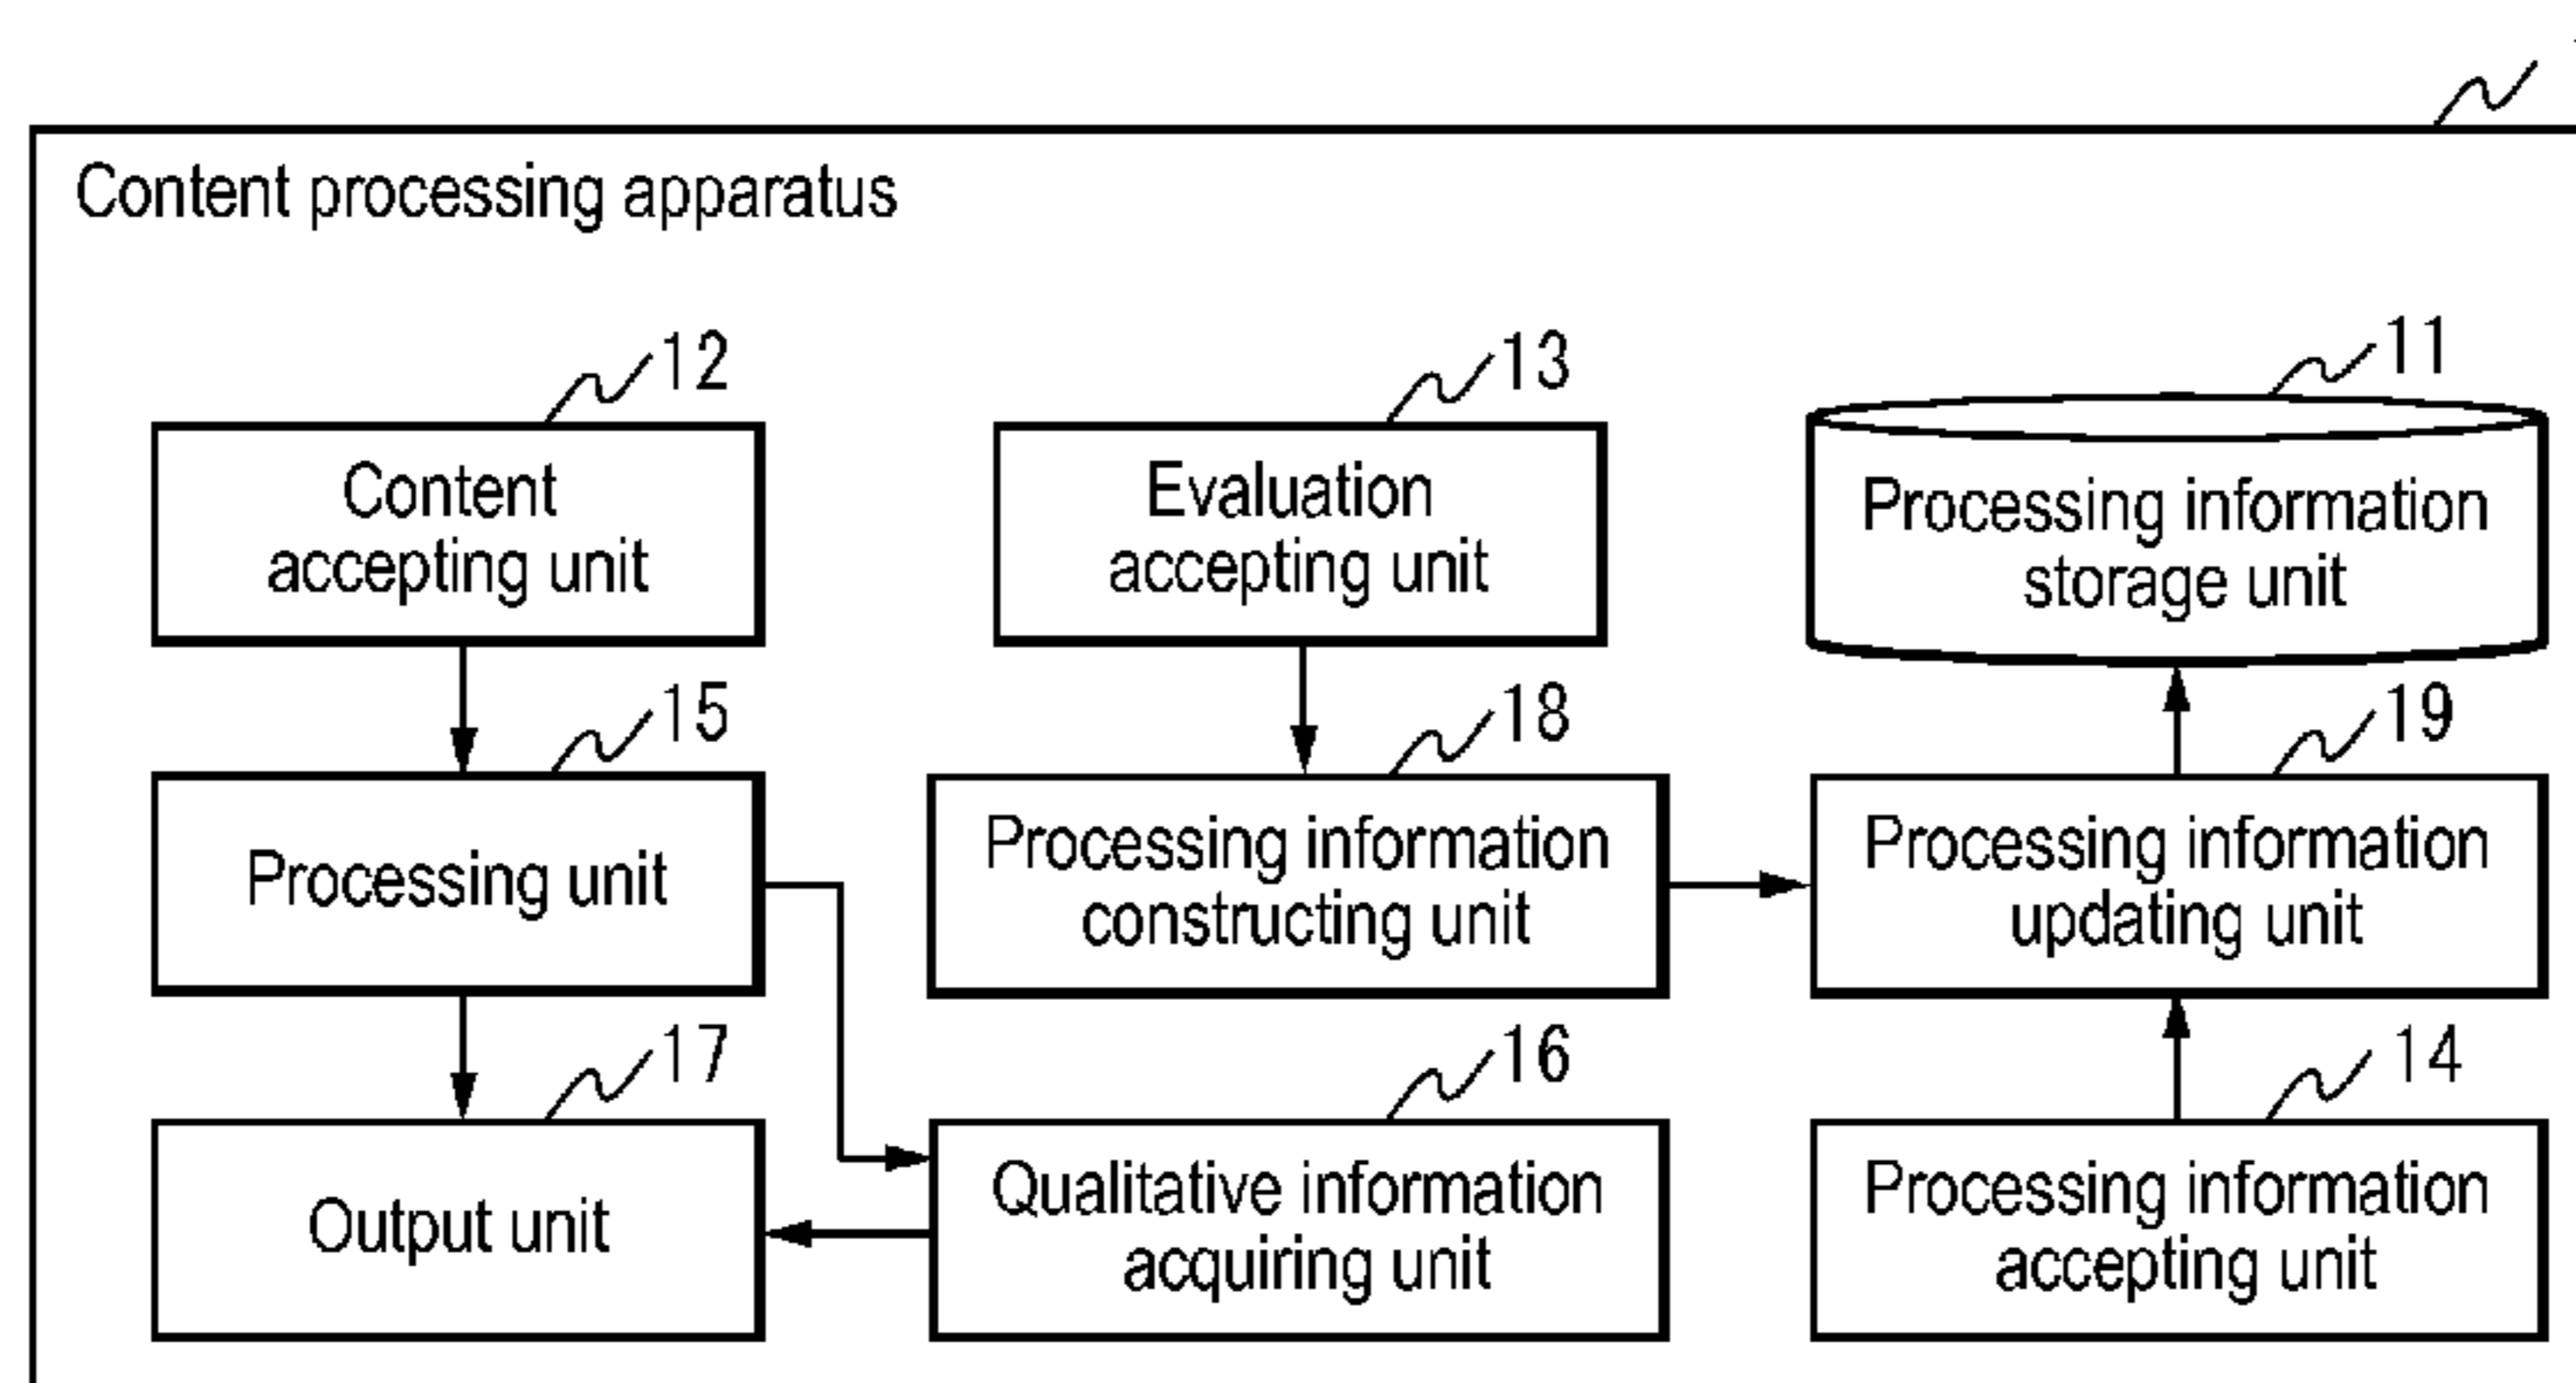 Content processing apparatus
12
13
11
Content
accepting unit
Evaluation
accepting unit
Processing information
storage unit
15
18
19
Processing unit
Processing information
constructing unit
Processing information
updating unit
17
16
14
Output unit
Qualitative information
acquiring unit
Processing information
accepting unit